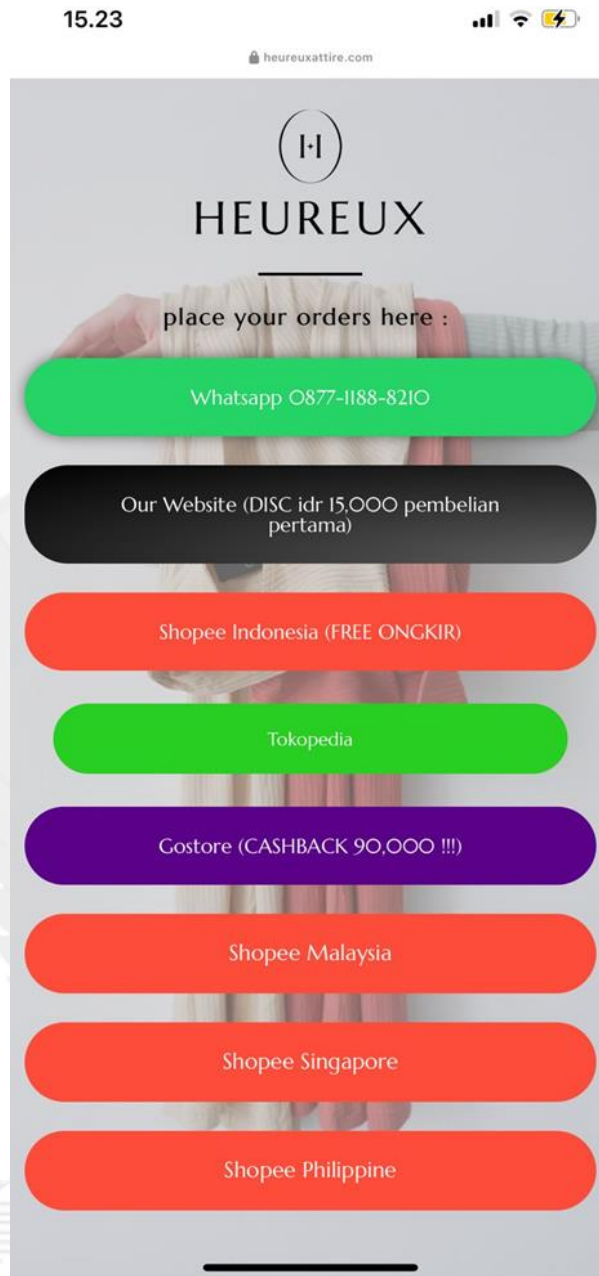 15.23
heureuxattire.com
H
HEUREUX
place your orders here :
Whatsapp 0877-1188-8210
Our Website (DISC idr 15,000 pembelian
pertama)
Shopee Indonesia (FREE ONGKIR)
Tokopedia
Gostore (CASHBACK 90,000 !!!)
Shopee Malaysia
Shopee Singapore
Shopee Philippine